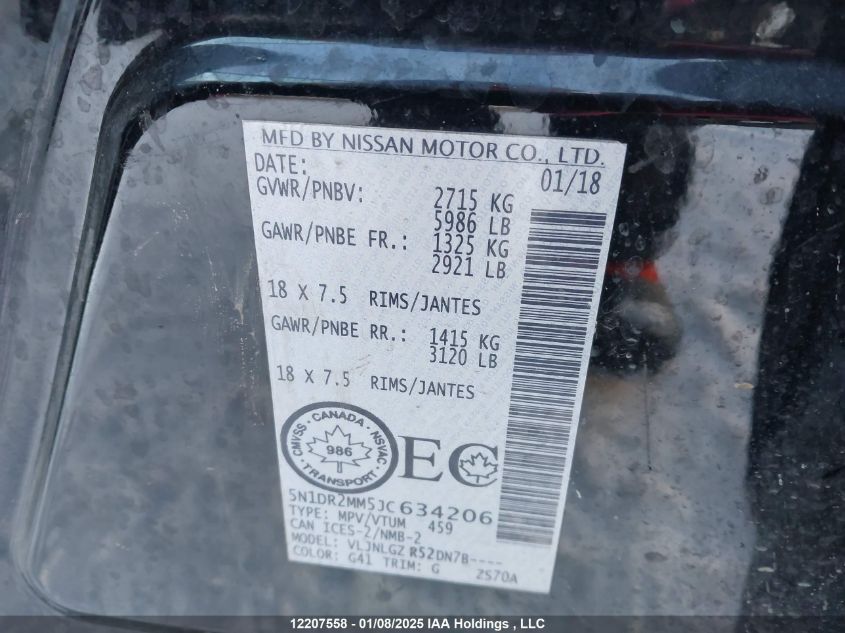 MFD BY NISSAN MOTOR CO., LTD.
DATE: 01/18
GVWR/PNBV: 2715 KG
5986 LB
GAWR/PNBE FR.: 1325 KG
2921 LB
18 X 7.5 RIMS/JANTES
GAWR/PNBE RR.: 1415 KG
3120 LB
18 X 7.5 RIMS/JANTES
CMVSS · CANADA · NSVAC
986
TRANSPORT
EC
5N1DR2MM5JC634206
TYPE: MPV/VTUM 459
CAN ICES-2/NMB-2
MODEL: VLJNLGZ R52DN7B----
COLOR: G41 TRIM: G ZS70A
12207558 - 01/08/2025 IAA Holdings , LLC